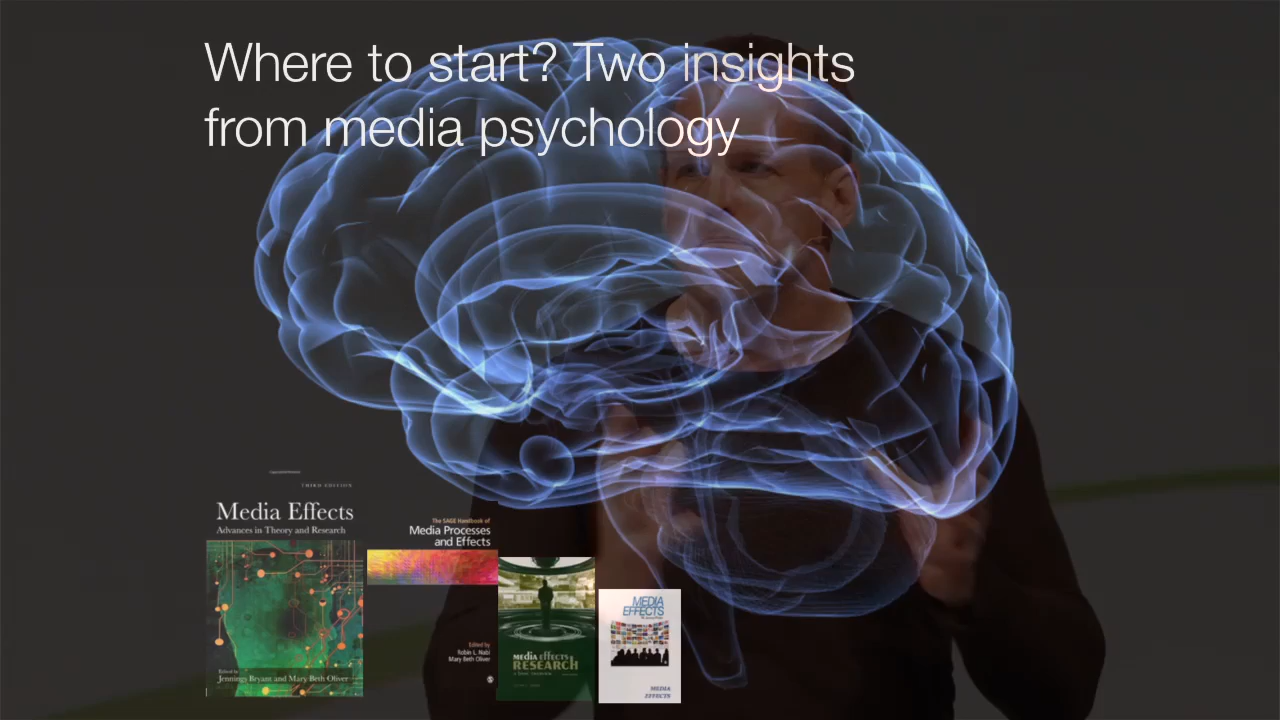 Where to start? Two insights
from media psychology
THIRD EDITION
Media Effects
Advances in Theory and Research
Edited by
Jennings Bryant and Mary Beth Oliver
The SAGE Handbook of
Media Processes
and Effects
Edited by
Robin L. Nabi
Mary Beth Oliver
media effects
RESEARCH
MEDIA
EFFECTS
MEDIA
EFFECTS